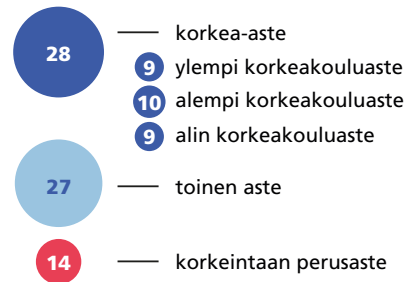 28 korkea-aste
9 ylempi korkeakouluaste
10 alempi korkeakouluaste
9 alin korkeakouluaste
27 toinen aste
14 korkeintaan perusaste